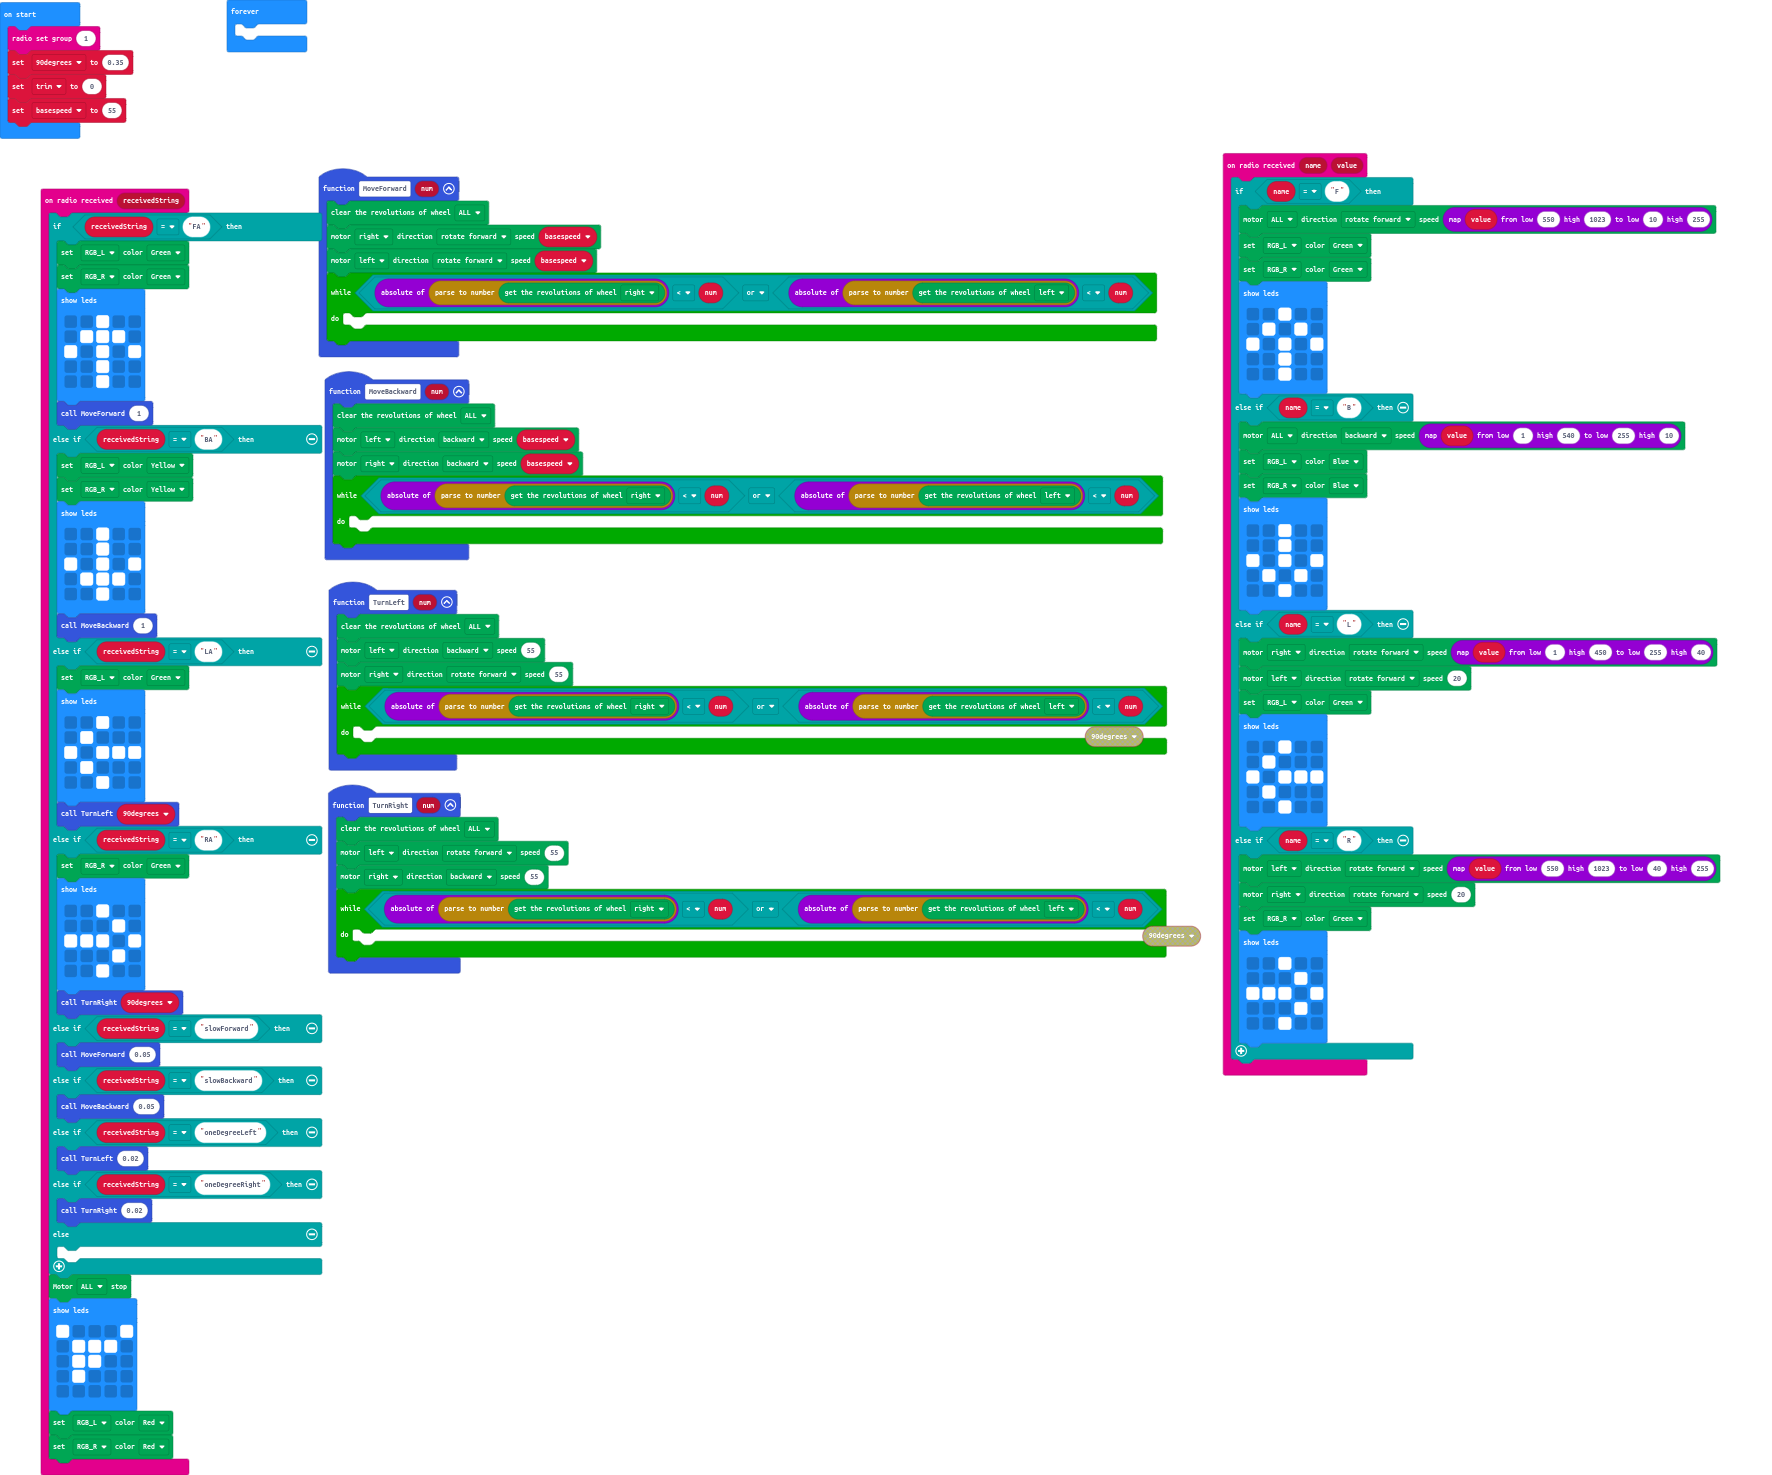 on start
radio set group 1
set 90degrees to 0.35
set trim to 0
set basespeed to 55
forever
on radio received receivedString
if receivedString = "FA" then
set RGB_L color Green
set RGB_R color Green
show leds
call MoveForward 1
else if receivedString = "BA" then
set RGB_L color Yellow
set RGB_R color Yellow
show leds
call MoveBackward 1
else if receivedString = "LA" then
set RGB_L color Green
show leds
call TurnLeft 90degrees
else if receivedString = "RA" then
set RGB_R color Green
show leds
call TurnRight 90degrees
else if receivedString = "slowForward" then
call MoveForward 0.05
else if receivedString = "slowBackward" then
call MoveBackward 0.05
else if receivedString = "oneDegreeLeft" then
call TurnLeft 0.02
else if receivedString = "oneDegreeRight" then
call TurnRight 0.02
else
Motor ALL stop
show leds
set RGB_L color Red
set RGB_R color Red
function MoveForward num
clear the revolutions of wheel ALL
motor right direction rotate forward speed basespeed
motor left direction rotate forward speed basespeed
while absolute of parse to number get the revolutions of wheel right < num or absolute of parse to number get the revolutions of wheel left < num
do
function MoveBackward num
clear the revolutions of wheel ALL
motor left direction backward speed basespeed
motor right direction backward speed basespeed
while absolute of parse to number get the revolutions of wheel right < num or absolute of parse to number get the revolutions of wheel left < num
do
function TurnLeft num
clear the revolutions of wheel ALL
motor left direction backward speed 55
motor right direction rotate forward speed 55
while absolute of parse to number get the revolutions of wheel right < num or absolute of parse to number get the revolutions of wheel left < num
do
90degrees
function TurnRight num
clear the revolutions of wheel ALL
motor left direction rotate forward speed 55
motor right direction backward speed 55
while absolute of parse to number get the revolutions of wheel right < num or absolute of parse to number get the revolutions of wheel left < num
do
90degrees
on radio received name value
if name = "F" then
motor ALL direction rotate forward speed map value from low 550 high 1023 to low 10 high 255
set RGB_L color Green
set RGB_R color Green
show leds
else if name = "B" then
motor ALL direction backward speed map value from low 1 high 540 to low 255 high 10
set RGB_L color Blue
set RGB_R color Blue
show leds
else if name = "L" then
motor right direction rotate forward speed map value from low 1 high 450 to low 255 high 40
motor left direction rotate forward speed 20
set RGB_L color Green
show leds
else if name = "R" then
motor left direction rotate forward speed map value from low 550 high 1023 to low 40 high 255
motor right direction rotate forward speed 20
set RGB_R color Green
show leds